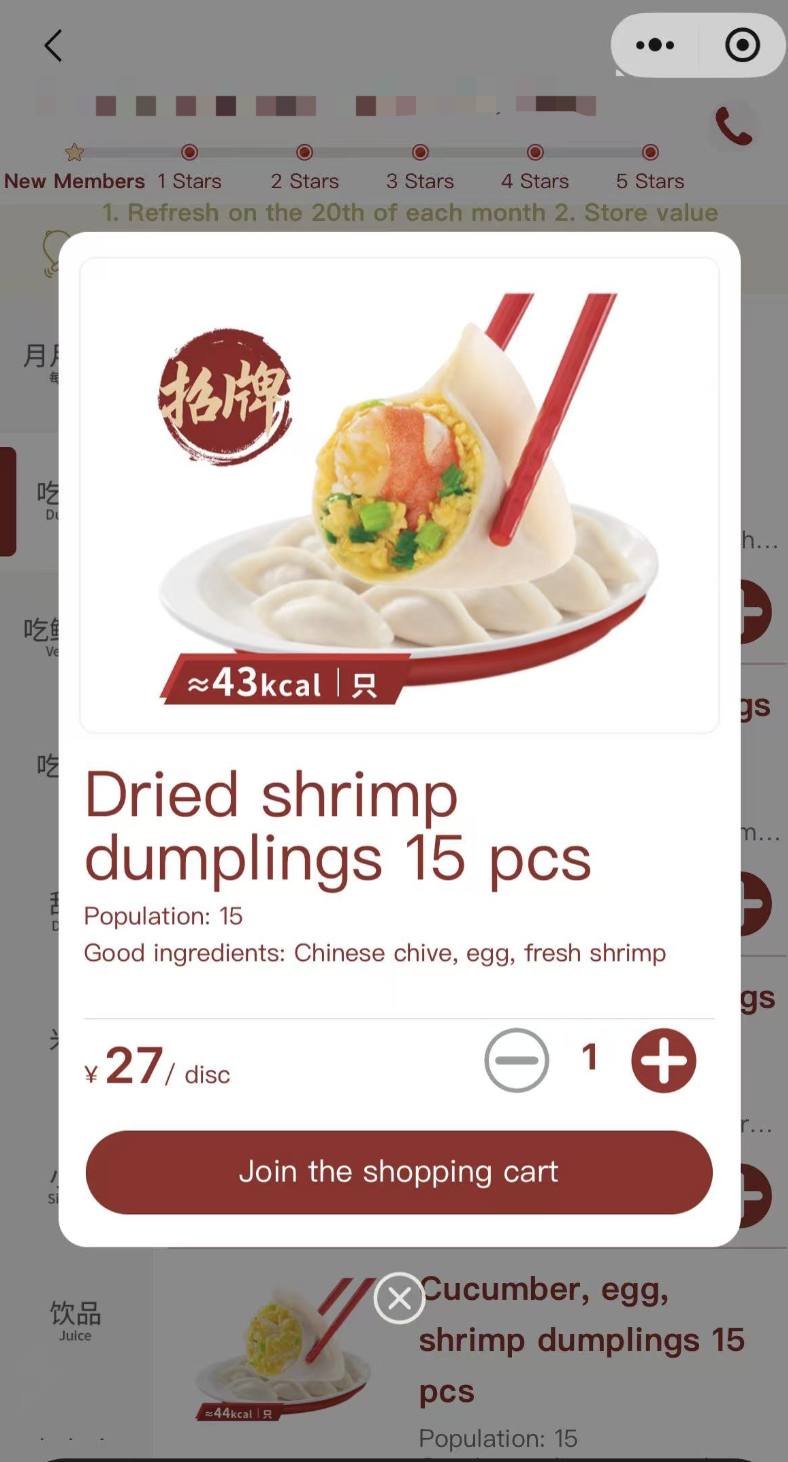 New Members 1 Stars 2 Stars 3 Stars 4 Stars 5 Stars
1. Refresh on the 20th of each month 2. Store value
月
招牌
吃
Du
h...
吃
Ve
≈43kcal | 只
gs
吃
Dried shrimp
dumplings 15 pcs
m...
Population: 15
Good ingredients: Chinese chive, egg, fresh shrimp
gs
¥ 27/ disc
1
r...
Join the shopping cart
Si
Cucumber, egg,
饮品
Juice
shrimp dumplings 15
pcs
≈44kcal | 只
Population: 15